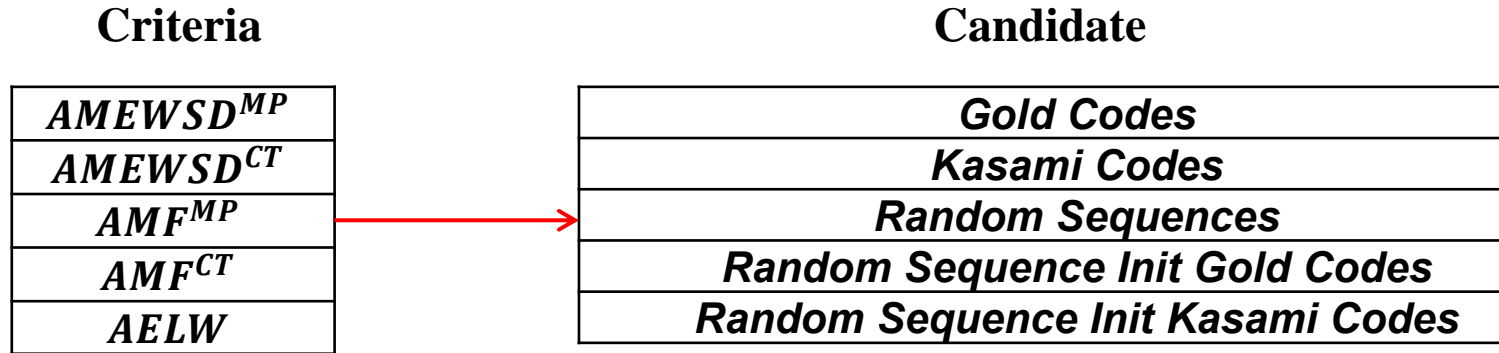 Criteria
Candidate
AMEWSD^MP
Gold Codes
AMEWSD^CT
Kasami Codes
AMF^MP
Random Sequences
AMF^CT
Random Sequence Init Gold Codes
AELW
Random Sequence Init Kasami Codes